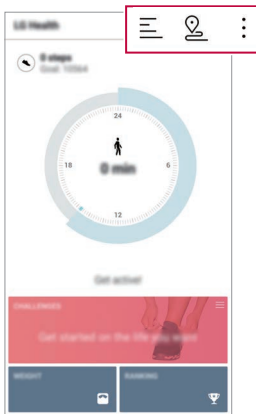 LG Health
0 steps
Goal: 10364
24
18
6
0 min
12
Get active!
CHALLENGES
Get started on the life you want
WEIGHT
RANKING